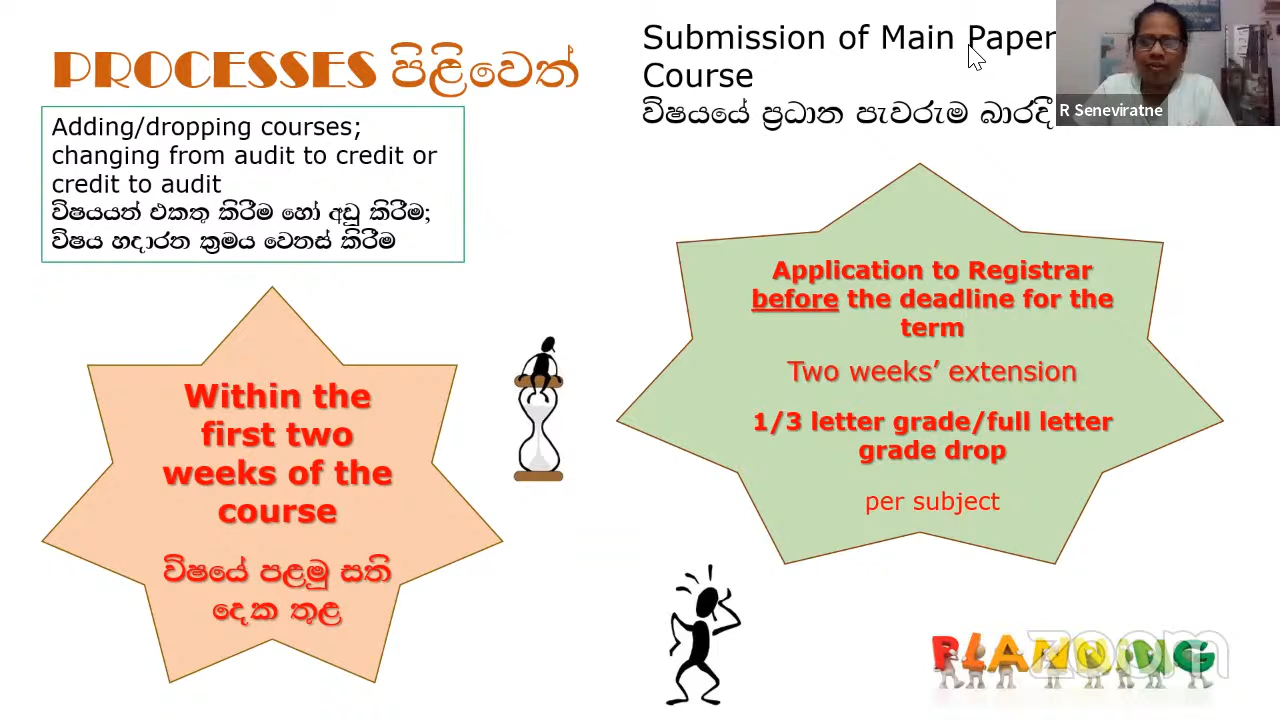 PROCESSES පිළිවෙත්
Adding/dropping courses;
changing from audit to credit or
credit to audit
විෂයයන් එකතු කිරීම හෝ අඩු කිරීම;
විෂය හදාරන ක්‍රමය වෙනස් කිරීම
Within the
first two
weeks of the
course
විෂයේ පළමු සති
දෙක තුළ
Submission of Main Paper
Course
විෂයයේ ප්‍රධාන පැවරුම බාරදී
R Seneviratne
Application to Registrar
before the deadline for the
term
Two weeks’ extension
1/3 letter grade/full letter
grade drop
per subject
PLANNING
zoom